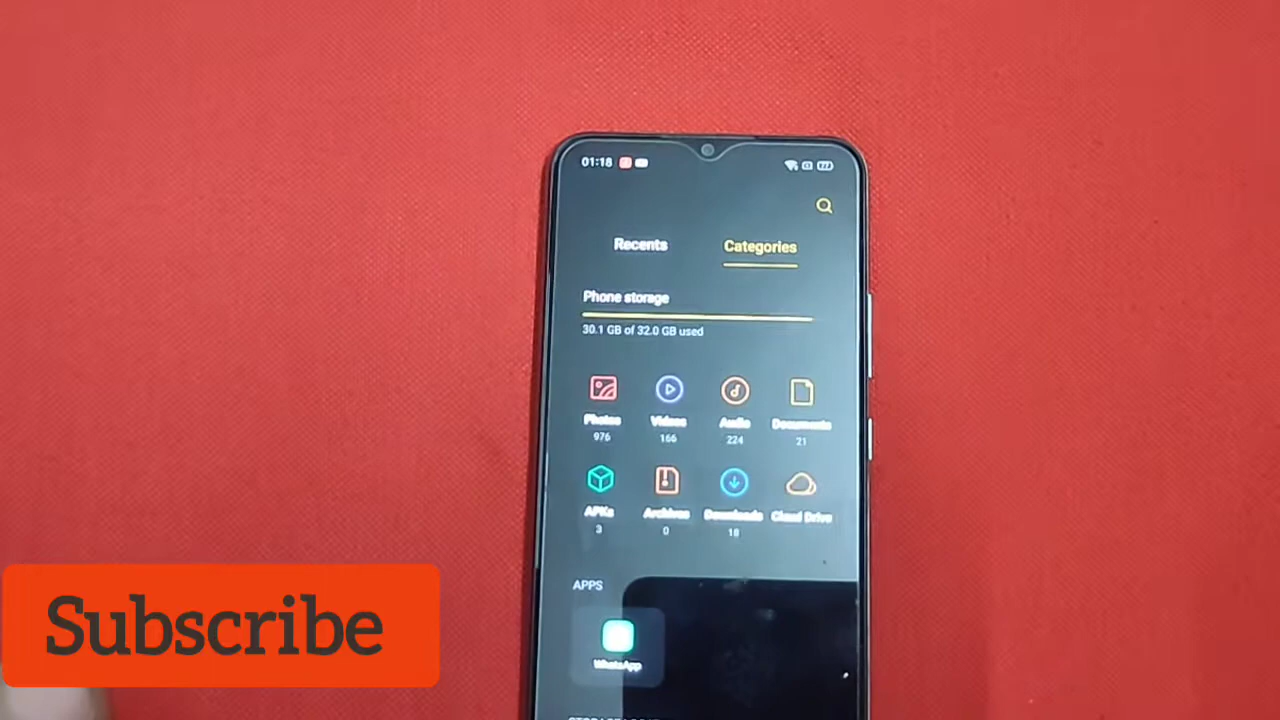 01:18
Recents Categories
Phone storage
30.1 GB of 32.0 GB used
Photos Videos Audio Documents
976 166 224 21
APKs Archives Downloads Cloud Drive
3 0 18
APPS
WhatsApp
Subscribe